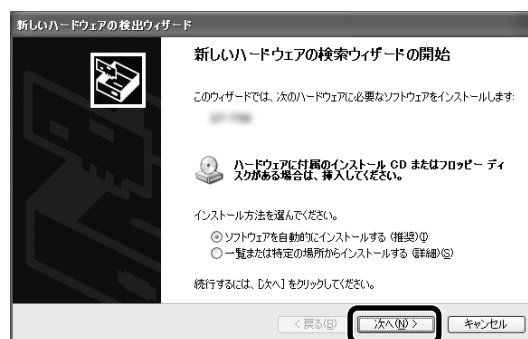 新しいハードウェアの検出ウィザード
新しいハードウェアの検索ウィザードの開始
このウィザードでは、次のハードウェアに必要なソフトウェアをインストールします:
ハードウェアに付属のインストール CD またはフロッピー ディ
スクがある場合は、挿入してください。
インストール方法を選んでください。
ソフトウェアを自動的にインストールする (推奨)(I)
一覧または特定の場所からインストールする (詳細)(S)
続行するには、[次へ] をクリックしてください。
< 戻る(B) 次へ(N) > キャンセル